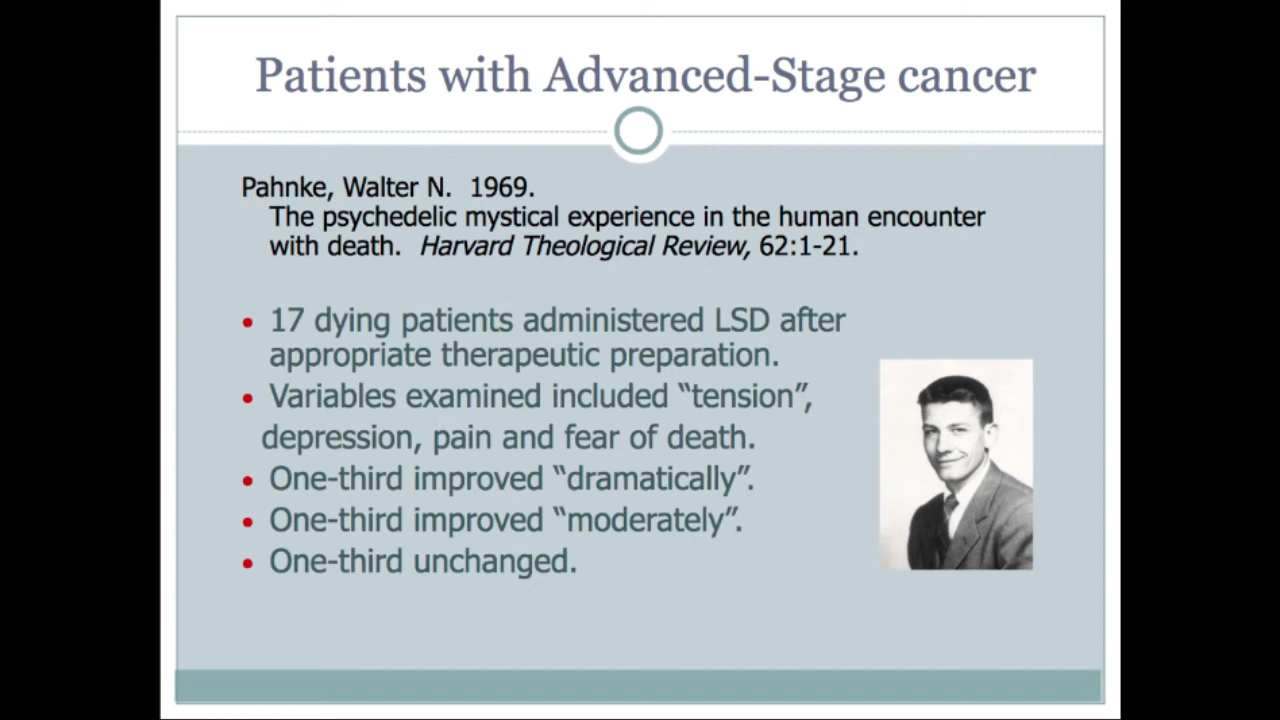 Patients with Advanced-Stage cancer
Pahnke, Walter N. 1969.
The psychedelic mystical experience in the human encounter
with death. Harvard Theological Review, 62:1-21.
• 17 dying patients administered LSD after
appropriate therapeutic preparation.
• Variables examined included “tension”,
depression, pain and fear of death.
• One-third improved “dramatically”.
• One-third improved “moderately”.
• One-third unchanged.